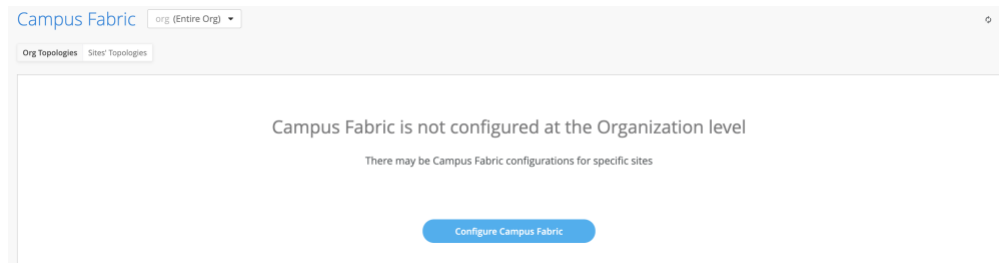 Campus Fabric org (Entire Org)
Org Topologies Sites' Topologies
Campus Fabric is not configured at the Organization level
There may be Campus Fabric configurations for specific sites
Configure Campus Fabric